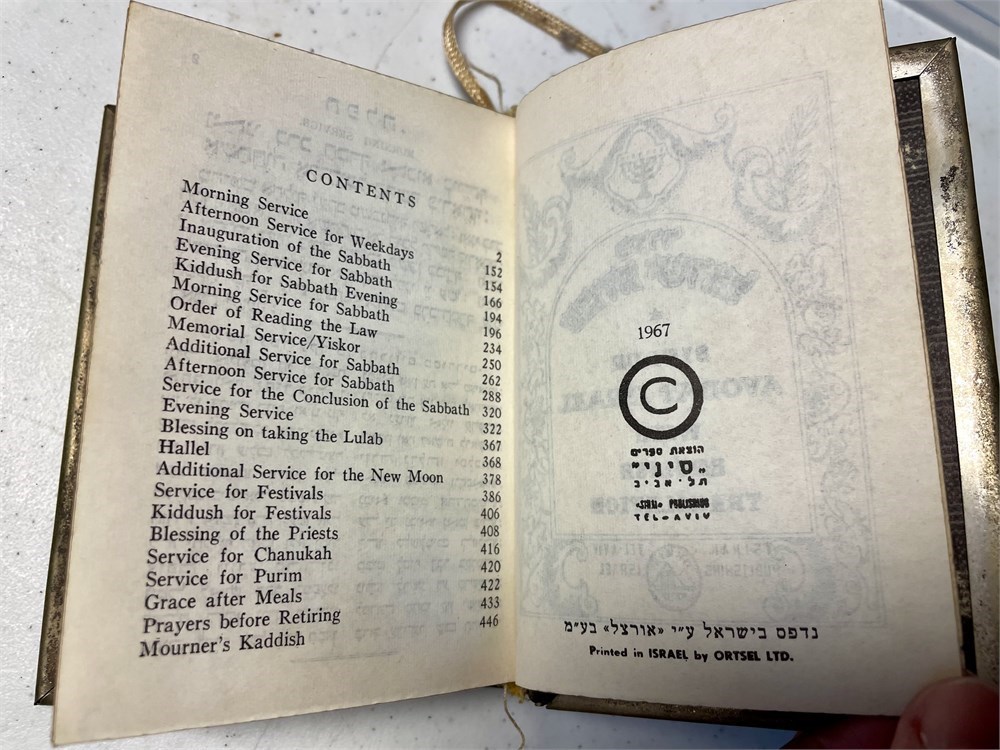 CONTENTS
Morning Service 2
Afternoon Service for Weekdays 152
Inauguration of the Sabbath 154
Evening Service for Sabbath 166
Kiddush for Sabbath Evening 194
Morning Service for Sabbath 196
Order of Reading the Law 234
Memorial Service/Yiskor 250
Additional Service for Sabbath 262
Afternoon Service for Sabbath 288
Service for the Conclusion of the Sabbath 320
Evening Service 322
Blessing on taking the Lulab 367
Hallel 368
Additional Service for the New Moon 378
Service for Festivals 386
Kiddush for Festivals 406
Blessing of the Priests 408
Service for Chanukah 416
Service for Purim 420
Grace after Meals 422
Prayers before Retiring 433
Mourner's Kaddish 446
1967
©
הוצאת ספרים
„סיני"
תל-אביב
«SINAI» PUBLISHING
TEL-AVIV
נדפס בישראל ע"י «אורצל» בע"מ
Printed in ISRAEL by ORTSEL LTD.